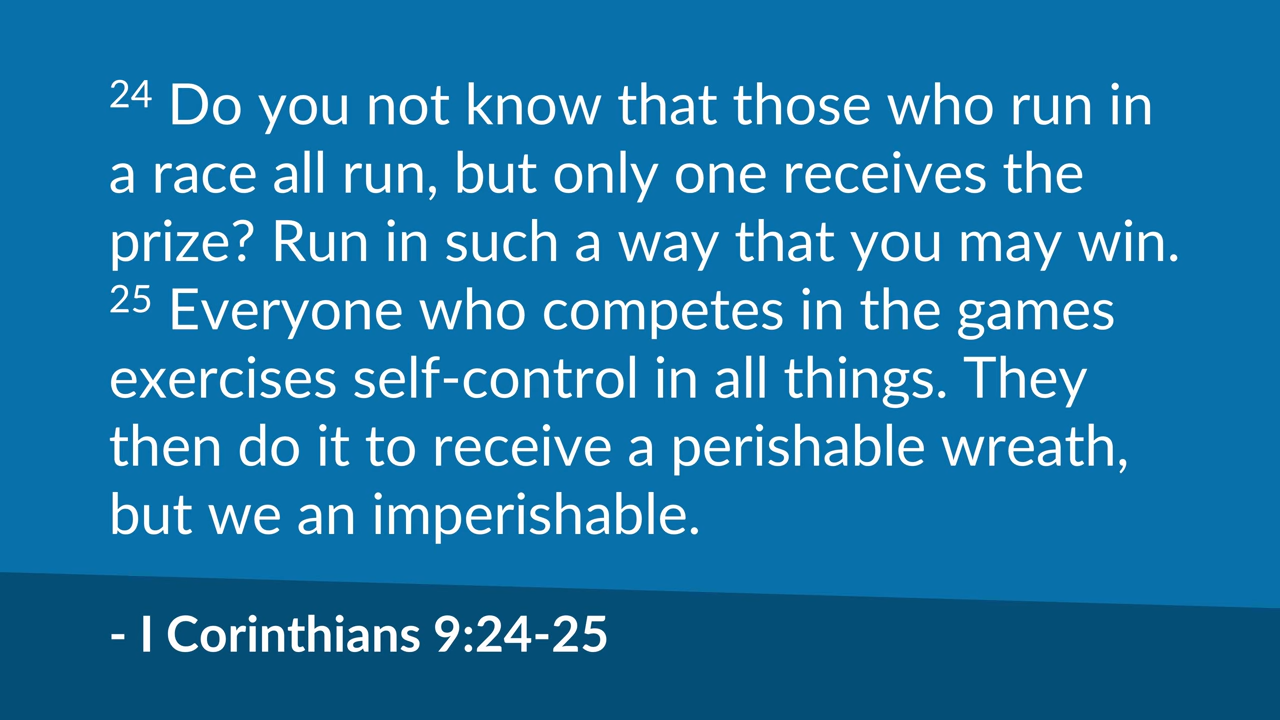 24 Do you not know that those who run in
a race all run, but only one receives the
prize? Run in such a way that you may win.
25 Everyone who competes in the games
exercises self-control in all things. They
then do it to receive a perishable wreath,
but we an imperishable.
- I Corinthians 9:24-25